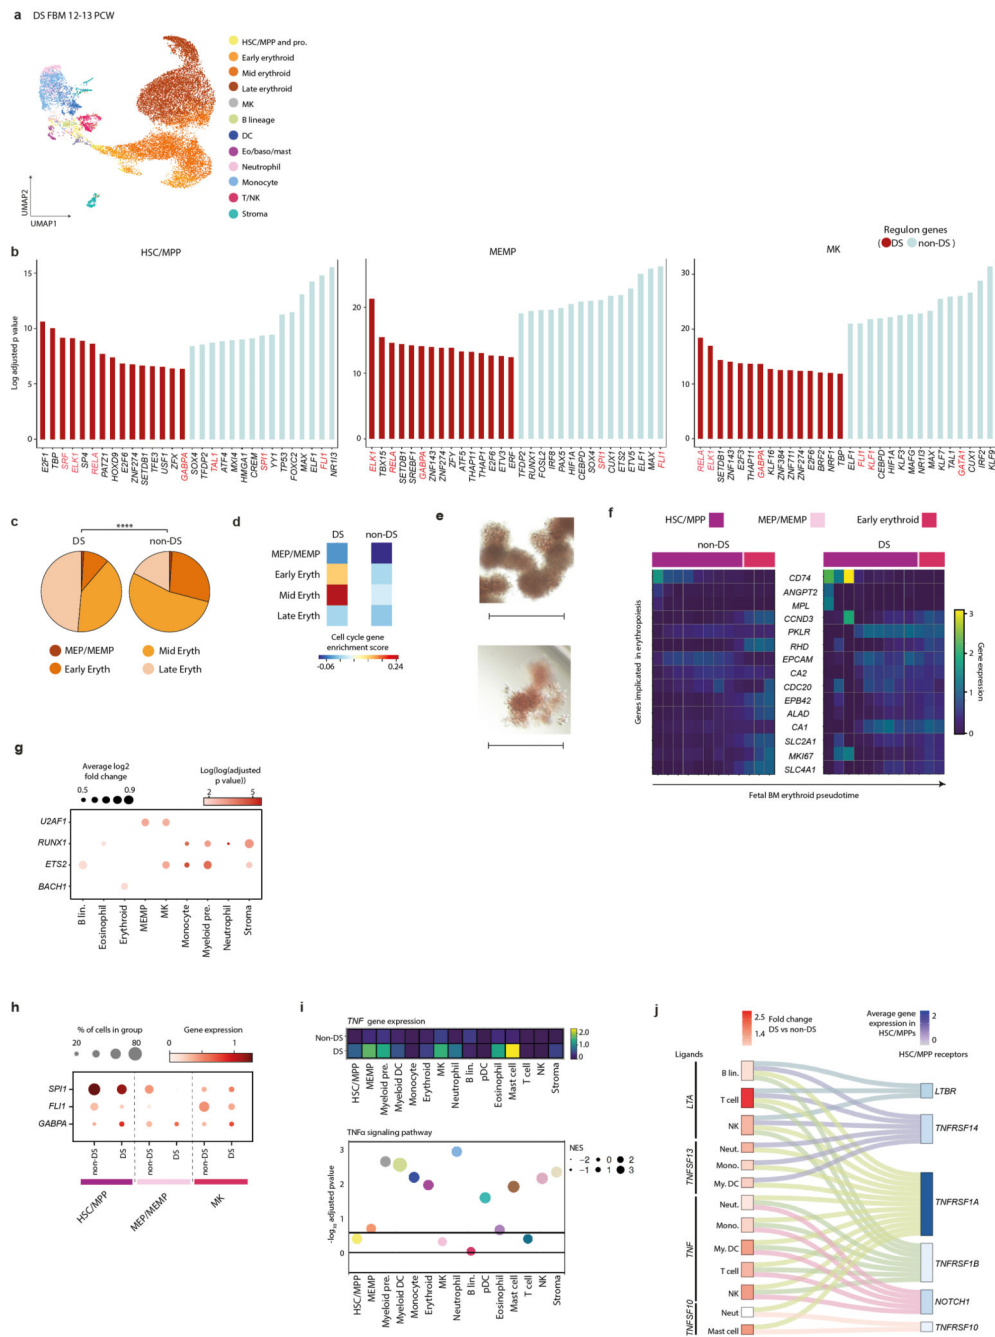 a DS FBM 12-13 PCW
HSC/MPP and pro.
Early erythroid
Mid erythroid
Late erythroid
MK
B lineage
DC
Eo/baso/mast
Neutrophil
Monocyte
T/NK
Stroma
UMAP2
UMAP1
Regulon genes
( DS non-DS )
b HSC/MPP MEMP MK
Log adjusted p value
15
10
5
0
20
10
0
30
20
10
0
E2F1 TBP SRF ELK1 SP4 RELA PATZ1 HOXD9 E2F6 ZNF274 SETDB1 TFE3 USF1 ZFX GABPA SOX4 TFDP2 TAL1 ATF4 MXI4 HMGA1 CREM SPI1 YY1 TP53 FOXC2 MAX ELF1 FLI1 NR1I3
ELK1 TBX15 RELA SETDB1 SREBF1 GABPA ZNF143 ZNF274 ZFX ATF5 THAP11 THAP1 E2F6 ETV3 ERF TFDP2 RUNX1 FOSL2 IRF8 PAX5 HIF1A CEBPD SOX4 SPI1 CUX1 ETS2 ETV5 ELF1 MAX FLI1
RELA ELK1 SETDB1 ZNF143 E2F3 THAP11 GABPA KLF16 ZNF384 ZNF711 ZNF274 E2F6 BRF2 NRF1 TBP ELF1 FLI1 KLF1 CEBPD HIF1A KLF3 MAFG NR1I3 MAX KLF7 TAL1 GATA1 CUX1 IRF2 KLF9
c
****
DS non-DS
MEP/MEMP Mid Eryth
Early Eryth Late Eryth
d
DS non-DS
MEP/MEMP
Early Eryth
Mid Eryth
Late Eryth
Cell cycle gene
enrichment score
-0.06 0.24
e
f HSC/MPP MEP/MEMP Early erythroid
non-DS DS
Genes implicated in erythropoiesis
CD74
ANGPT2
MPL
CCND3
PKLR
RHD
EPCAM
CA2
CDC20
EPB42
ALAD
CA1
SLC2A1
MKI67
SLC4A1
3
2
1
0
Gene expression
Fetal BM erythroid pseudotime
g
Average log2
fold change
0.5 0.9
Log(log(adjusted
p value))
2 5
U2AF1
RUNX1
ETS2
BACH1
B lin. Eosinophil Erythroid MEMP MK Monocyte Myeloid pre. Neutrophil Stroma
h
% of cells in group Gene expression
20 80 0 1
SPI1
FLI1
GABPA
non-DS DS non-DS DS non-DS DS
HSC/MPP MEP/MEMP MK
i
TNF gene expression
Non-DS
DS
2.0
1.0
0
HSC/MPP MEMP Myeloid pre. Myeloid DC Monocyte Erythroid MK Neutrophil B lin. pDC Eosinophil Mast cell T cell NK Stroma
TNFα signaling pathway
-log10 adjusted pvalue
3
2
1
0
NES
−2 0 2
−1 1 3
HSC/MPP MEMP Myeloid pre. Myeloid DC Monocyte Erythroid MK Neutrophil B lin. pDC Eosinophil Mast cell T cell NK Stroma
j
2.5
1.4
Fold change
DS vs non-DS
Average gene
expression in
HSC/MPPs
2
0
Ligands
HSC/MPP receptors
LTA
B lin.
T cell
NK
TNFSF13
Neut.
Mono.
My. DC
TNF
Neut.
Mono.
My. DC
T cell
NK
TNFSF10
Neut
Mast cell
LTBR
TNFRSF14
TNFRSF1A
TNFRSF1B
NOTCH1
TNFRSF10